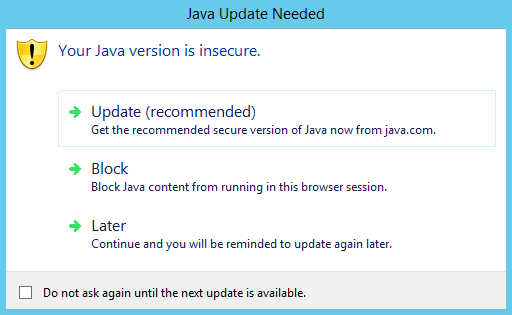 Java Update Needed
Your Java version is insecure.
Update (recommended)
Get the recommended secure version of Java now from java.com.
Block
Block Java content from running in this browser session.
Later
Continue and you will be reminded to update again later.
Do not ask again until the next update is available.